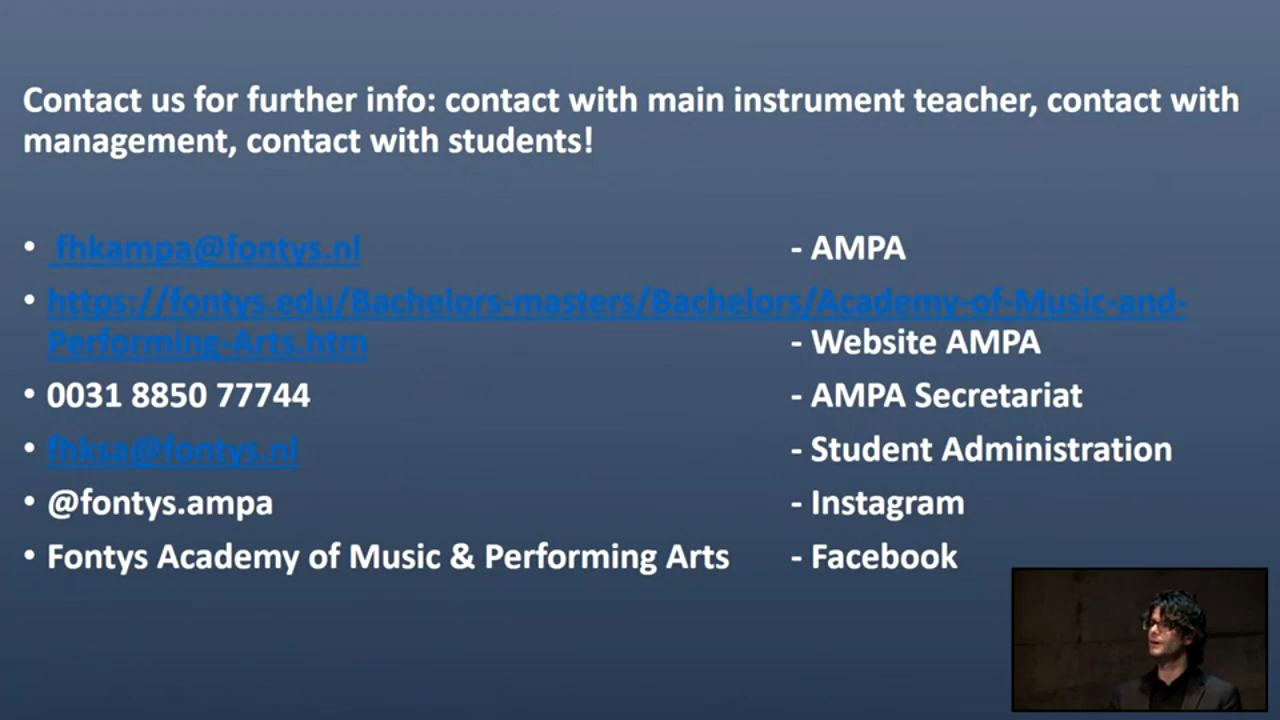 Contact us for further info: contact with main instrument teacher, contact with
management, contact with students!
• fhkampa@fontys.nl - AMPA
• https://fontys.edu/Bachelors-masters/Bachelors/Academy-of-Music-and-
Performing-Arts.htm - Website AMPA
• 0031 8850 77744 - AMPA Secretariat
• fhksa@fontys.nl - Student Administration
• @fontys.ampa - Instagram
• Fontys Academy of Music & Performing Arts - Facebook